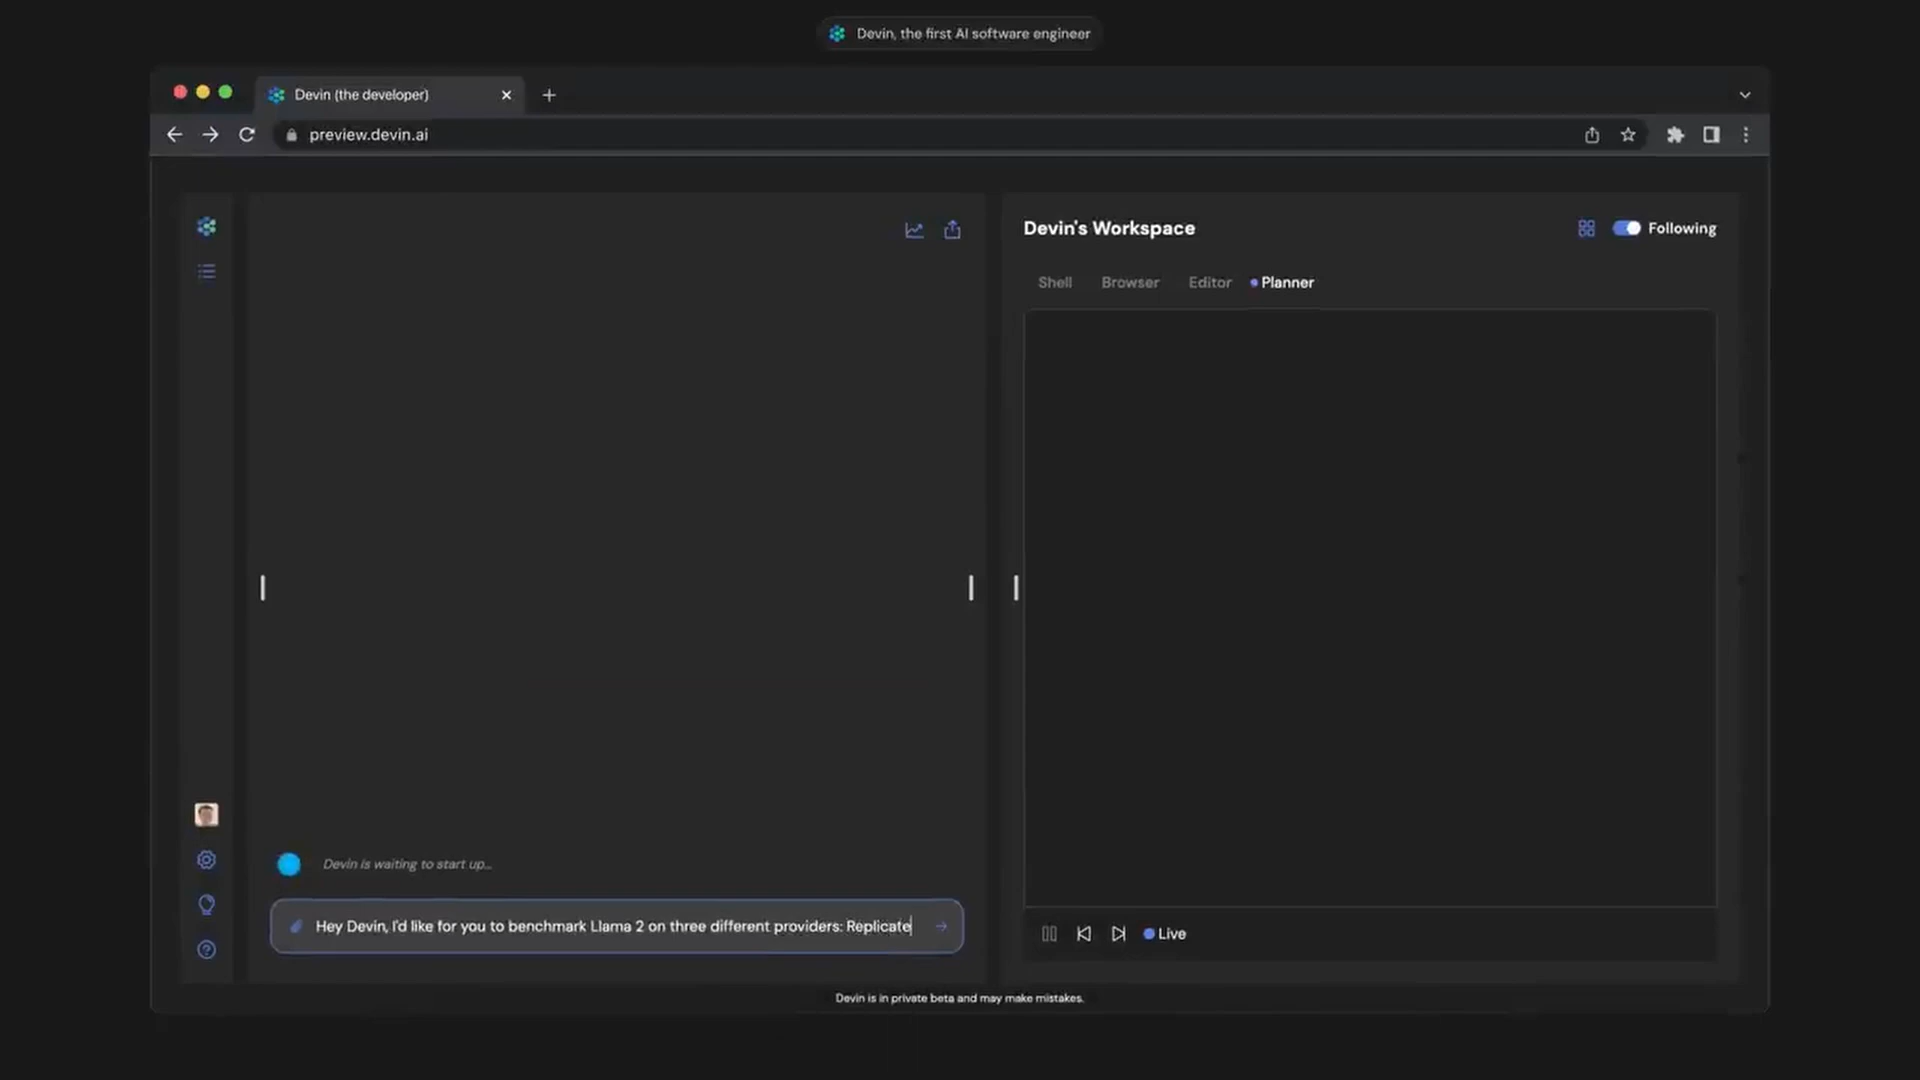 Devin, the first AI software engineer
Devin (the developer)
preview.devin.ai
Devin's Workspace
Following
Shell Browser Editor Planner
Devin is waiting to start up...
Hey Devin, I'd like for you to benchmark Llama 2 on three different providers: Replicate
Live
Devin is in private beta and may make mistakes.